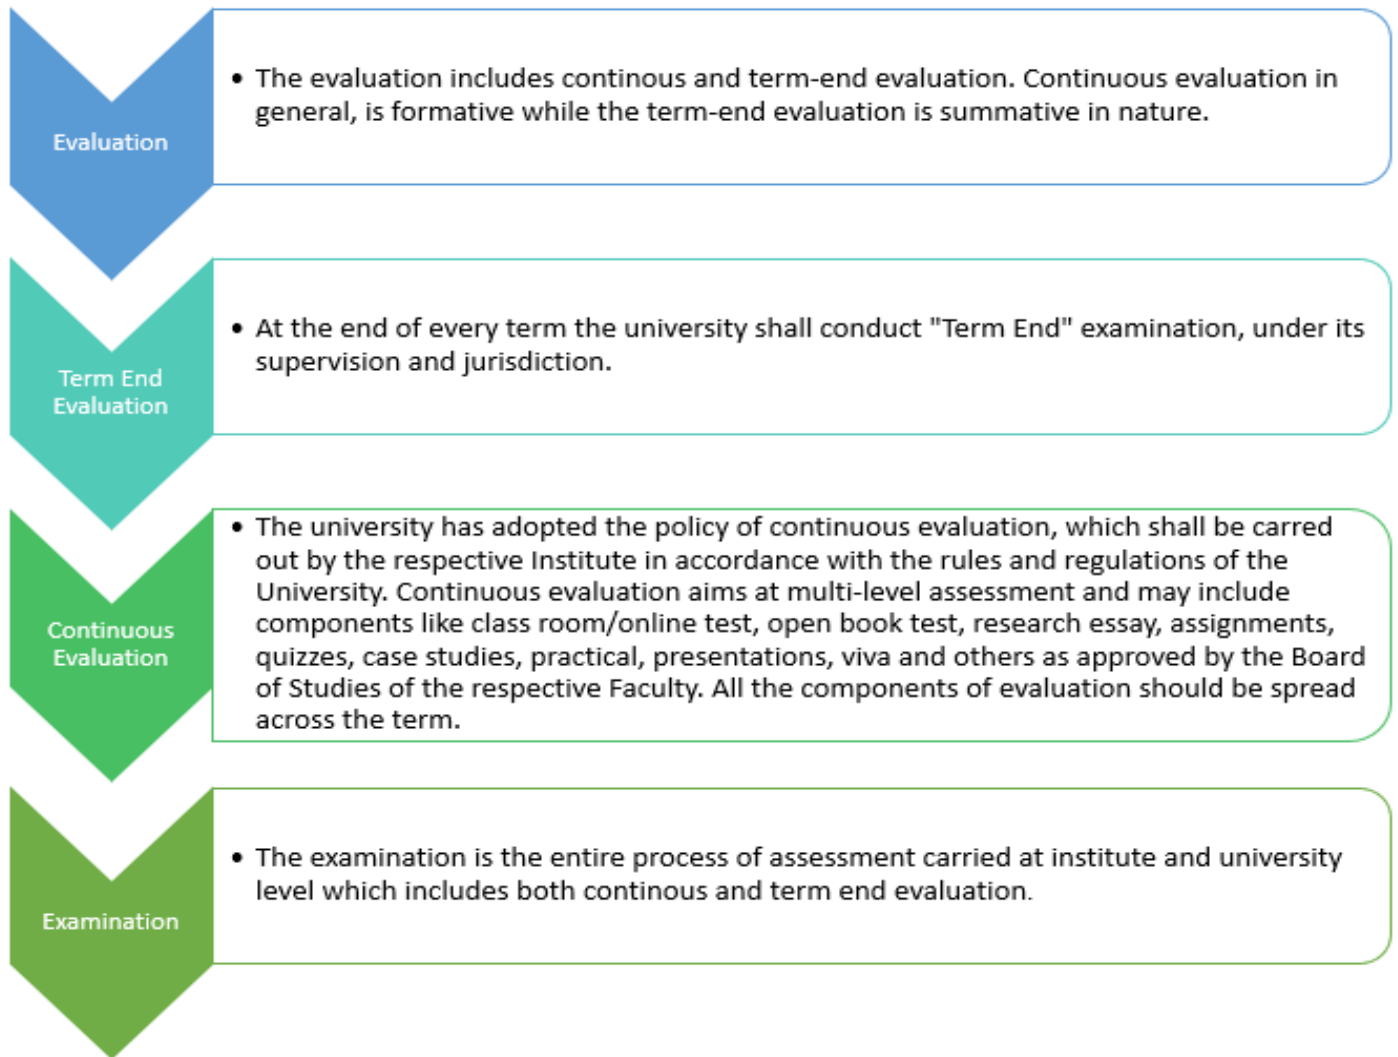 Evaluation
• The evaluation includes continous and term-end evaluation. Continuous evaluation in
general, is formative while the term-end evaluation is summative in nature.
Term End
Evaluation
• At the end of every term the university shall conduct "Term End" examination, under its
supervision and jurisdiction.
Continuous
Evaluation
• The university has adopted the policy of continuous evaluation, which shall be carred
out by the respective Institute in accordance with the rules and regulations of the
University. Continuous evaluation aims at multi-level assessment and may include
components like class room/online test, open book test, research essay, assignments,
quizzes, case studies, practical, presentations, viva and others as approved by the Board
of Studies of the respective Faculty. All the components of evaluation should be spread
across the term.
Examination
• The examination is the entire process of assessment carried at institute and university
level which includes both continous and term end evaluation.